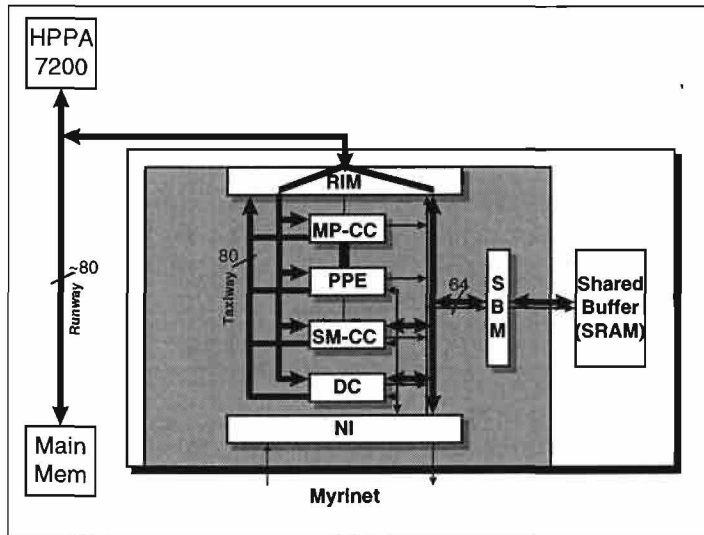 HPPA
7200
80
Runway
Main
Mem
RIM
MP-CC
PPE
SM-CC
DC
NI
80
Taxiway
64
S
B
M
Shared
Buffer
(SRAM)
Myrinet